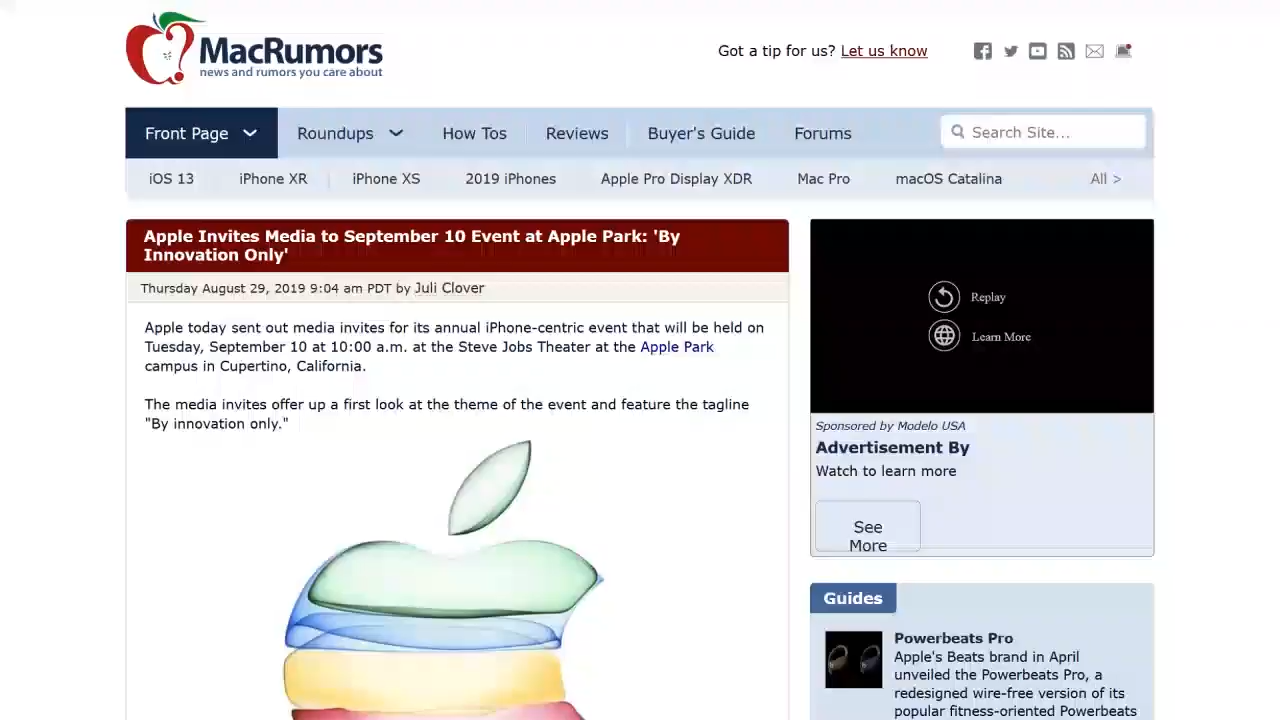 MacRumors
news and rumors you care about
Got a tip for us? Let us know
Front Page
Roundups
How Tos
Reviews
Buyer's Guide
Forums
Search Site...
iOS 13
iPhone XR
iPhone XS
2019 iPhones
Apple Pro Display XDR
Mac Pro
macOS Catalina
All >
Apple Invites Media to September 10 Event at Apple Park: 'By
Innovation Only'
Thursday August 29, 2019 9:04 am PDT by Juli Clover
Apple today sent out media invites for its annual iPhone-centric event that will be held on
Tuesday, September 10 at 10:00 a.m. at the Steve Jobs Theater at the Apple Park
campus in Cupertino, California.
The media invites offer up a first look at the theme of the event and feature the tagline
"By innovation only."
Replay
Learn More
Sponsored by Modelo USA
Advertisement By
Watch to learn more
See
More
Guides
Powerbeats Pro
Apple's Beats brand in April
unveiled the Powerbeats Pro, a
redesigned wire-free version of its
popular fitness-oriented Powerbeats